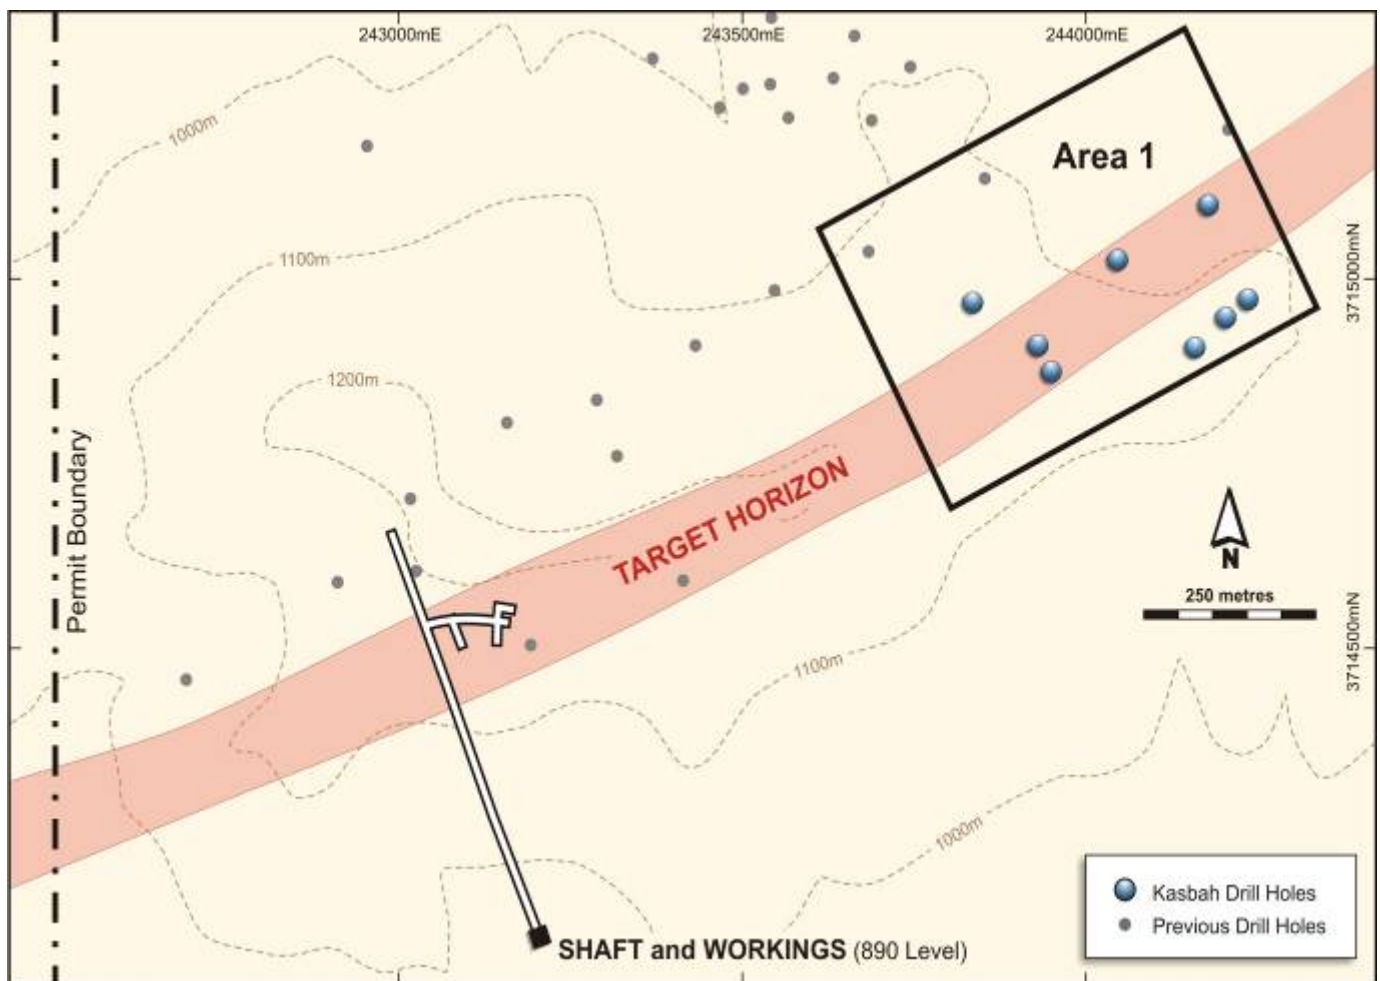 243000mE
243500mE
244000mE
1000m
Area 1
1100m
3715000mN
1200m
Permit Boundary
TARGET HORIZON
N
250 metres
3714500mN
1100m
1000m
Kasbah Drill Holes
Previous Drill Holes
SHAFT and WORKINGS (890 Level)